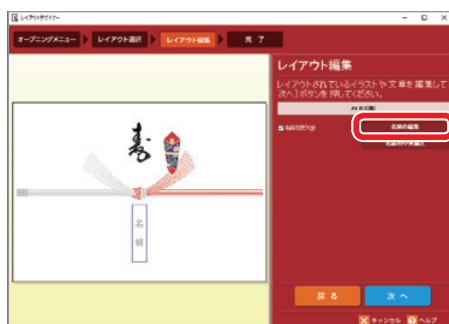 レイアウトデザイナー
オープニングメニュー
レイアウト選択
レイアウト編集
完 了
レイアウト編集
レイアウトされているイラストや文章を編集して
次へ]ボタンを押してください。
名前の編集
寿
名
前
戻 る
次 へ
キャンセル
ヘルプ